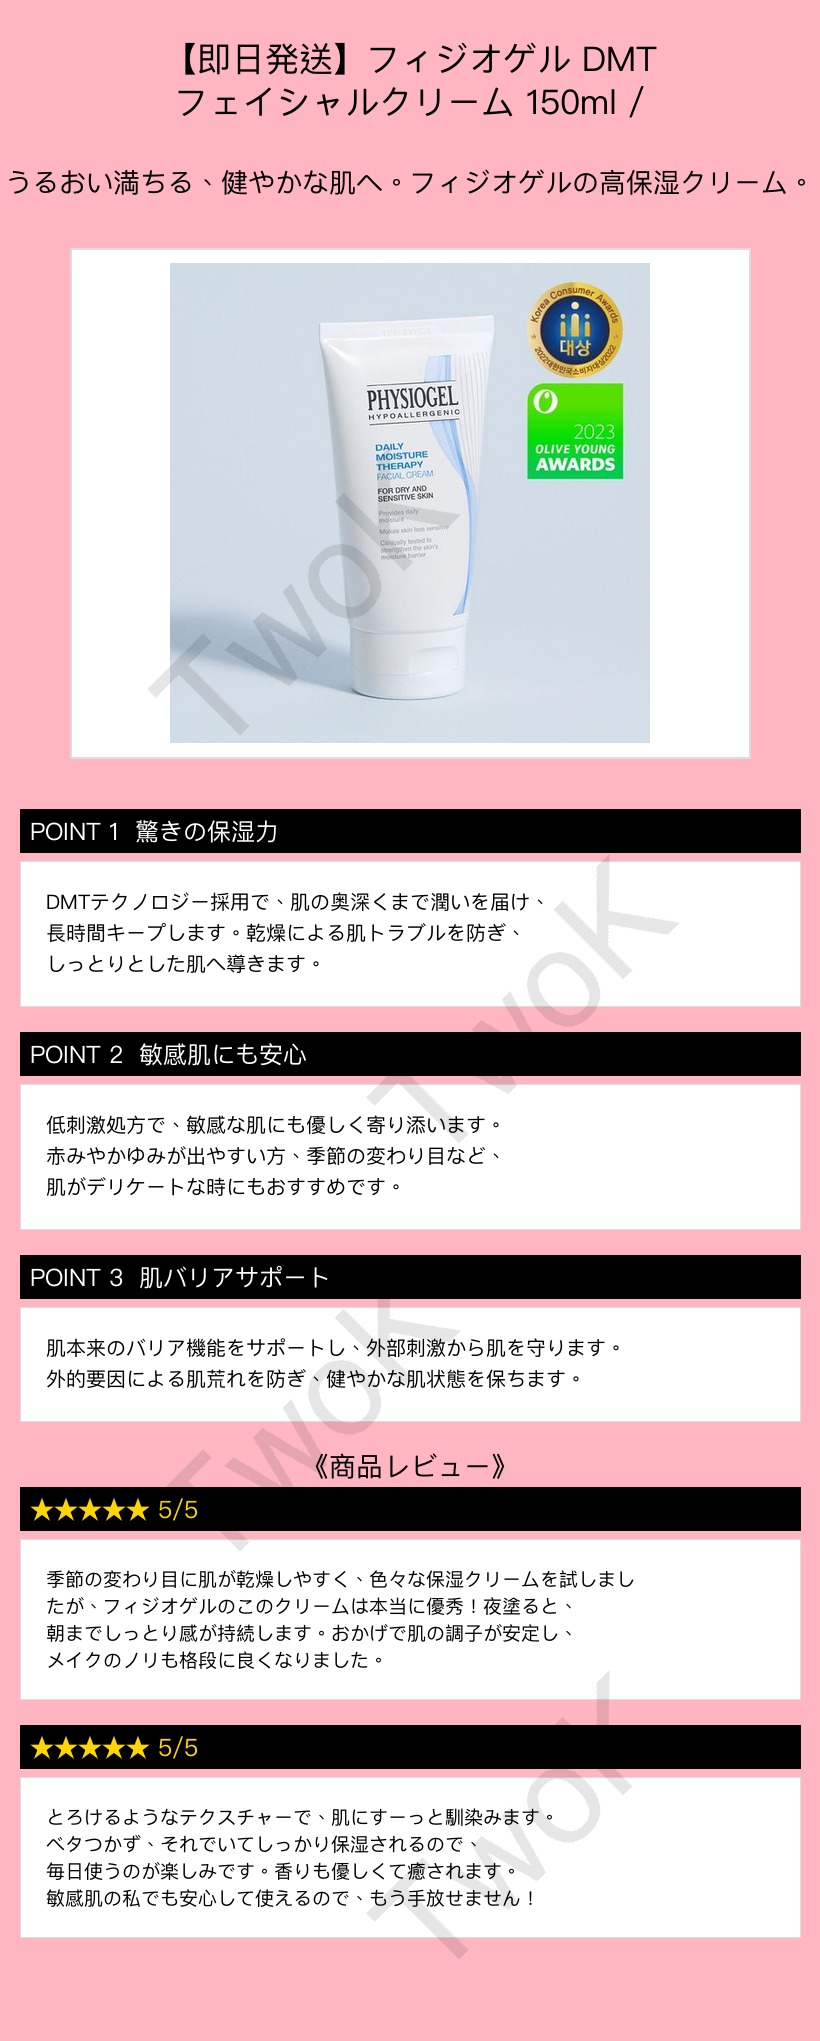 【即日発送】フィジオゲル DMT
フェイシャルクリーム 150ml /
うるおい満ちる、健やかな肌へ。フィジオゲルの高保湿クリーム。
Korea Consumer Awards
대상
2022대한민국소비자대상2022
2023
OLIVE YOUNG
AWARDS
PHYSIOGEL
HYPOALLERGENIC
DAILY
MOISTURE
THERAPY
FACIAL CREAM
FOR DRY AND
SENSITIVE SKIN
Provides daily
moisture
Makes skin less sensitive
Clinically tested to
strengthen the skin's
moisture barrier
TwoK
POINT 1 驚きの保湿力
DMTテクノロジー採用で、肌の奥深くまで潤いを届け、
長時間キープします。乾燥による肌トラブルを防ぎ、
しっとりとした肌へ導きます。
TwoK
POINT 2 敏感肌にも安心
低刺激処方で、敏感な肌にも優しく寄り添います。
赤みやかゆみが出やすい方、季節の変わり目など、
肌がデリケートな時にもおすすめです。
POINT 3 肌バリアサポート
肌本来のバリア機能をサポートし、外部刺激から肌を守ります。
外的要因による肌荒れを防ぎ、健やかな肌状態を保ちます。
TwoK
《商品レビュー》
★★★★★ 5/5
季節の変わり目に肌が乾燥しやすく、色々な保湿クリームを試しまし
たが、フィジオゲルのこのクリームは本当に優秀！夜塗ると、
朝までしっとり感が持続します。おかげで肌の調子が安定し、
メイクのノリも格段に良くなりました。
★★★★★ 5/5
とろけるようなテクスチャーで、肌にすーっと馴染みます。
ベタつかず、それでいてしっかり保湿されるので、
毎日使うのが楽しみです。香りも優しくて癒されます。
敏感肌の私でも安心して使えるので、もう手放せません！
TwoK